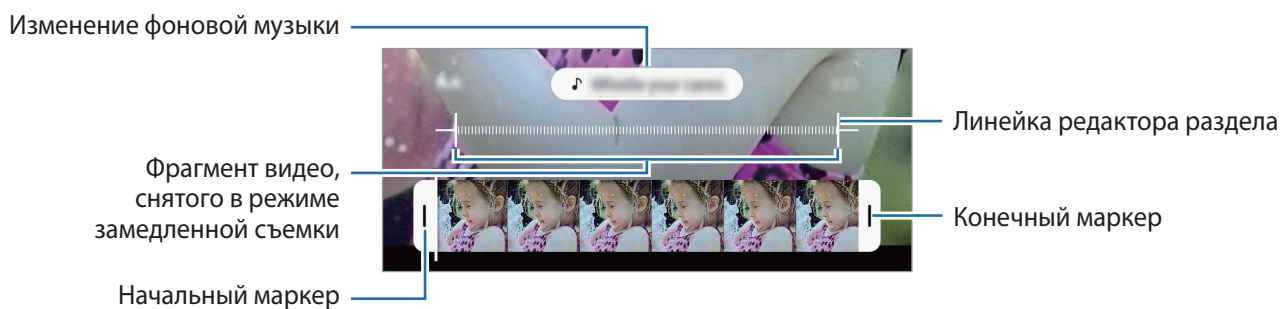 Изменение фоновой музыки
Линейка редактора раздела
Фрагмент видео,
снятого в режиме
замедленной съемки
Конечный маркер
Начальный маркер